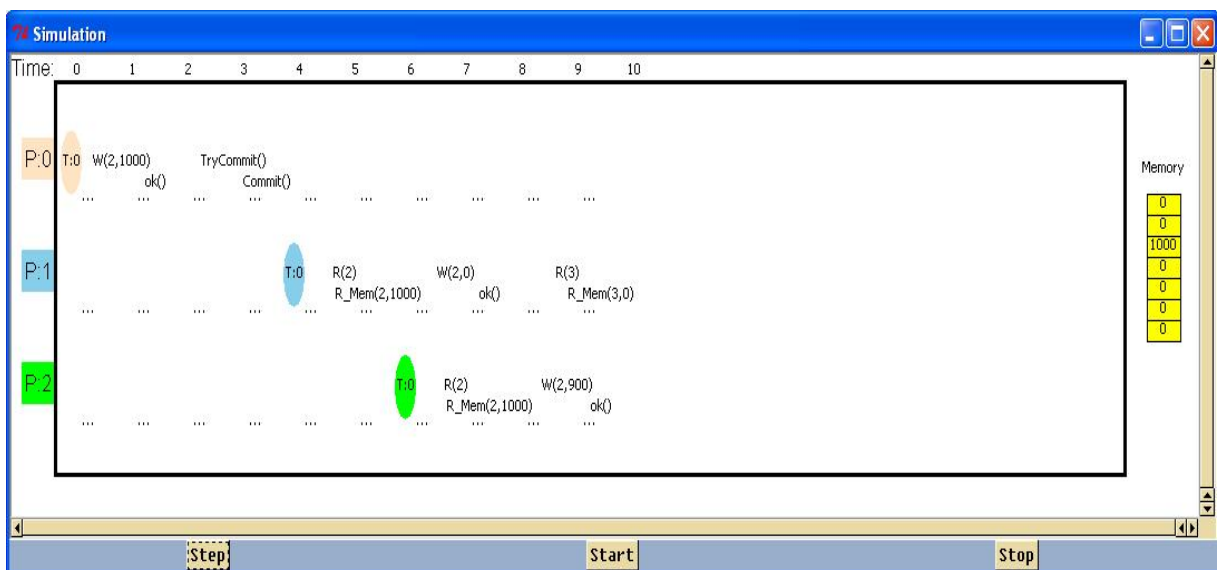 Simulation
Time: 0 1 2 3 4 5 6 7 8 9 10
P:0 T:0 W(2,1000) TryCommit()
ok() Commit()
... ... ... ... ... ... ... ... ... ...
Memory
0
0
1000
0
0
0
0
P:1 T:0 R(2) W(2,0) R(3)
R_Mem(2,1000) ok() R_Mem(3,0)
... ... ... ... ... ... ... ... ... ...
P:2 T:0 R(2) W(2,900)
R_Mem(2,1000) ok()
... ... ... ... ... ... ... ... ... ...
Step Start Stop